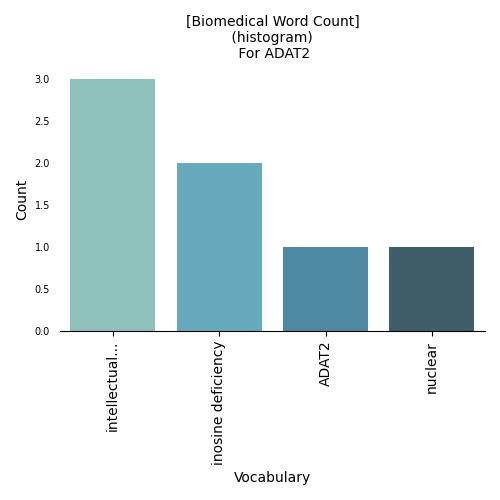 [Biomedical Word Count]
(histogram)
For ADAT2
3.0
2.5
2.0
1.5
1.0
0.5
0.0
Count
intellectual...
inosine deficiency
ADAT2
nuclear
Vocabulary